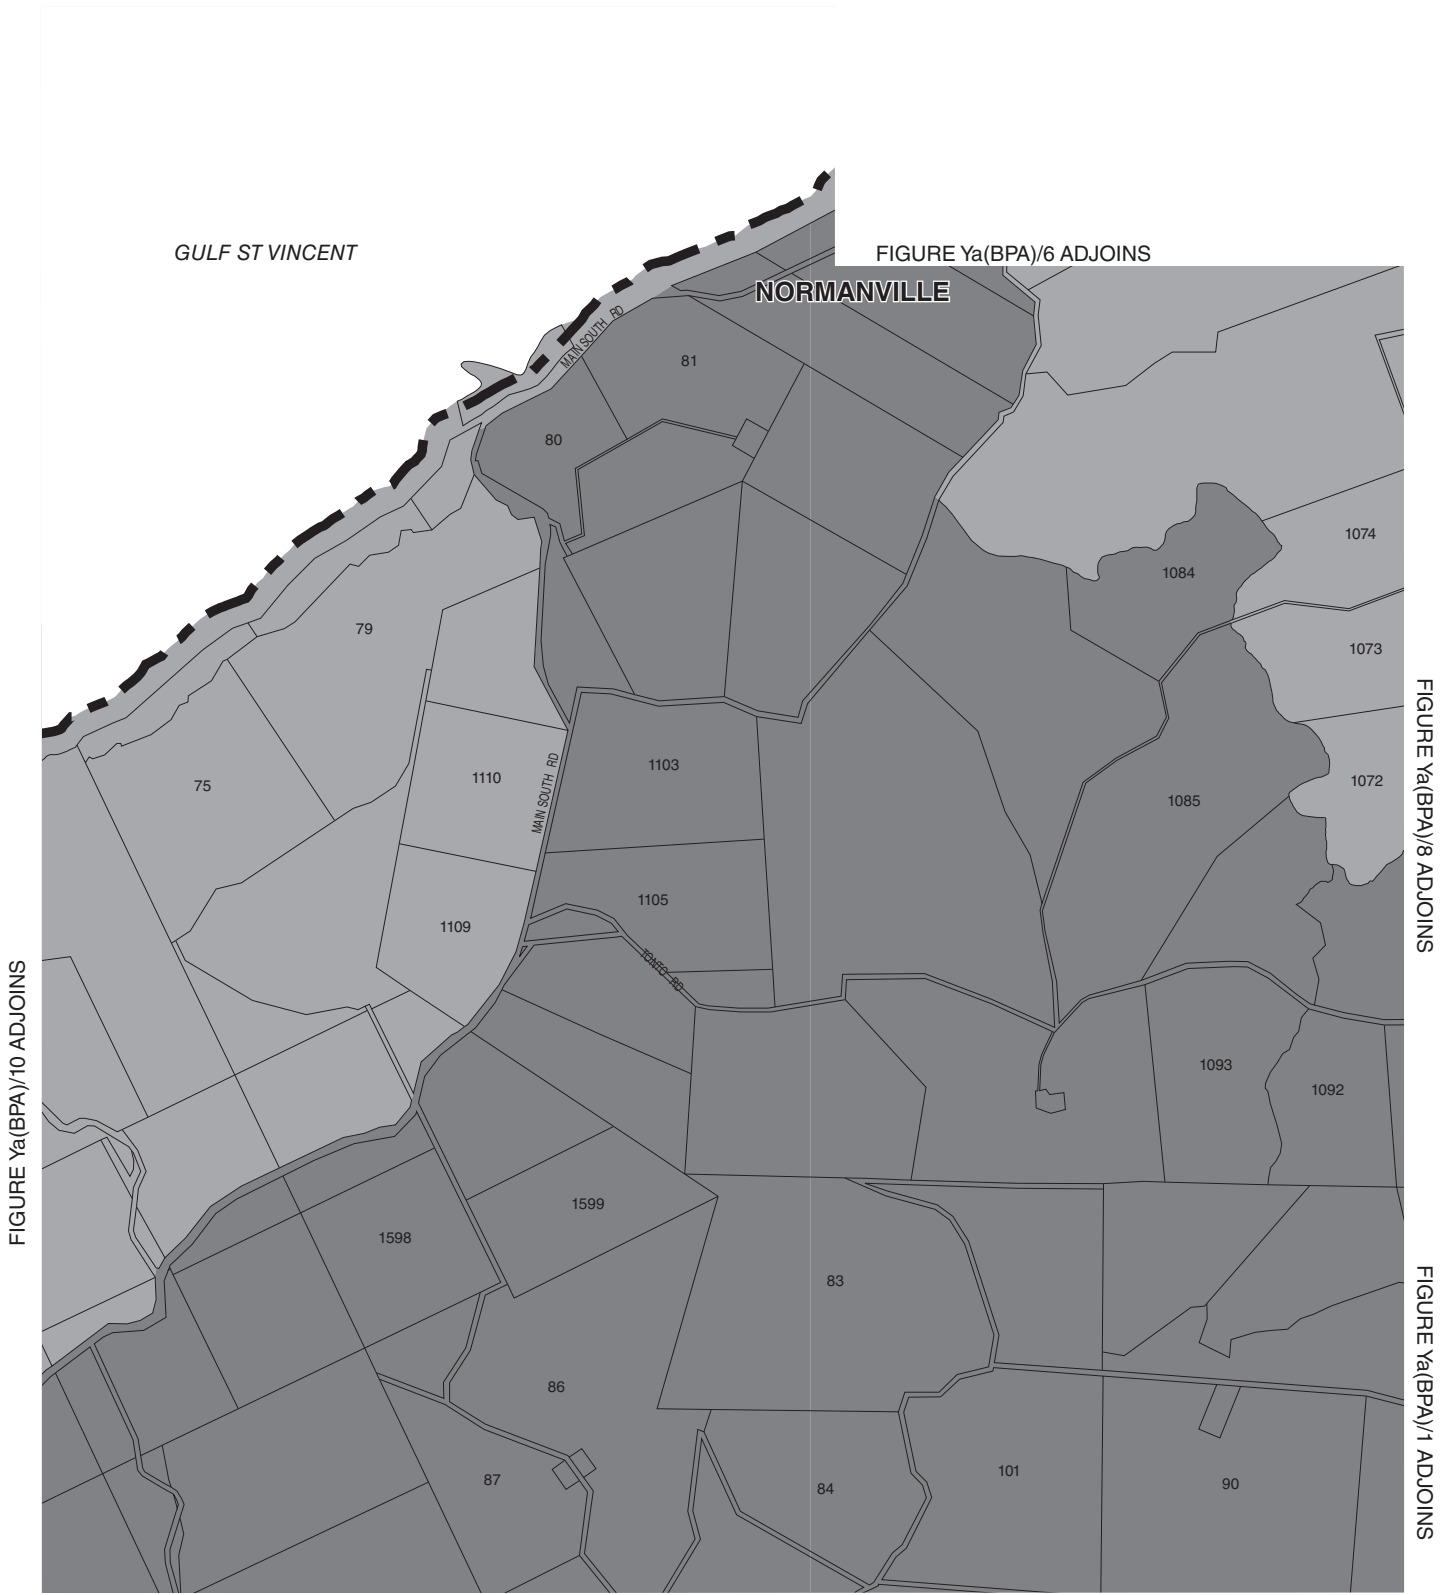 GULF ST VINCENT
FIGURE Ya(BPA)/6 ADJOINS
NORMANVILLE
MAIN SOUTH RD
81
80
1074
1084
79
1073
75
1110
MAIN SOUTH RD
1103
1072
1085
FIGURE Ya(BPA)/8 ADJOINS
1105
1109
TONTO RD
FIGURE Ya(BPA)/10 ADJOINS
1093
1092
1599
1598
83
86
87
84
101
90
FIGURE Ya(BPA)/1 ADJOINS